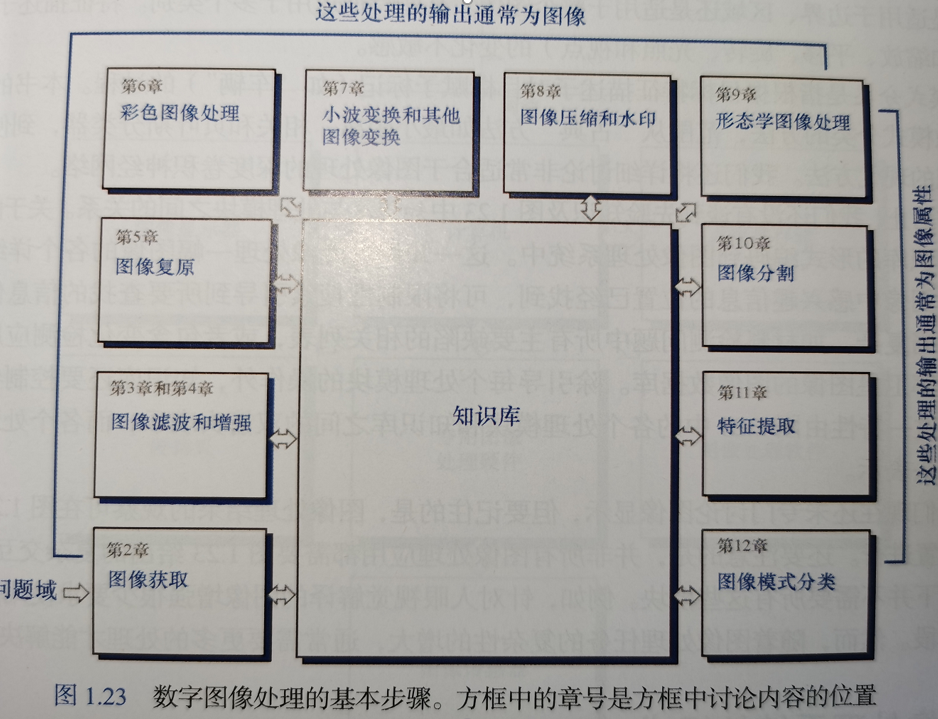 这些处理的输出通常为图像
第6章
彩色图像处理
第7章
小波变换和其他
图像变换
第8章
图像压缩和水印
第9章
形态学图像处理
第5章
图像复原
第10章
图像分割
第3章和第4章
图像滤波和增强
知识库
第11章
特征提取
第2章
图像获取
第12章
图像模式分类
问题域
这些处理的输出通常为图像属性
图 1.23 数字图像处理的基本步骤。方框中的章号是方框中讨论内容的位置